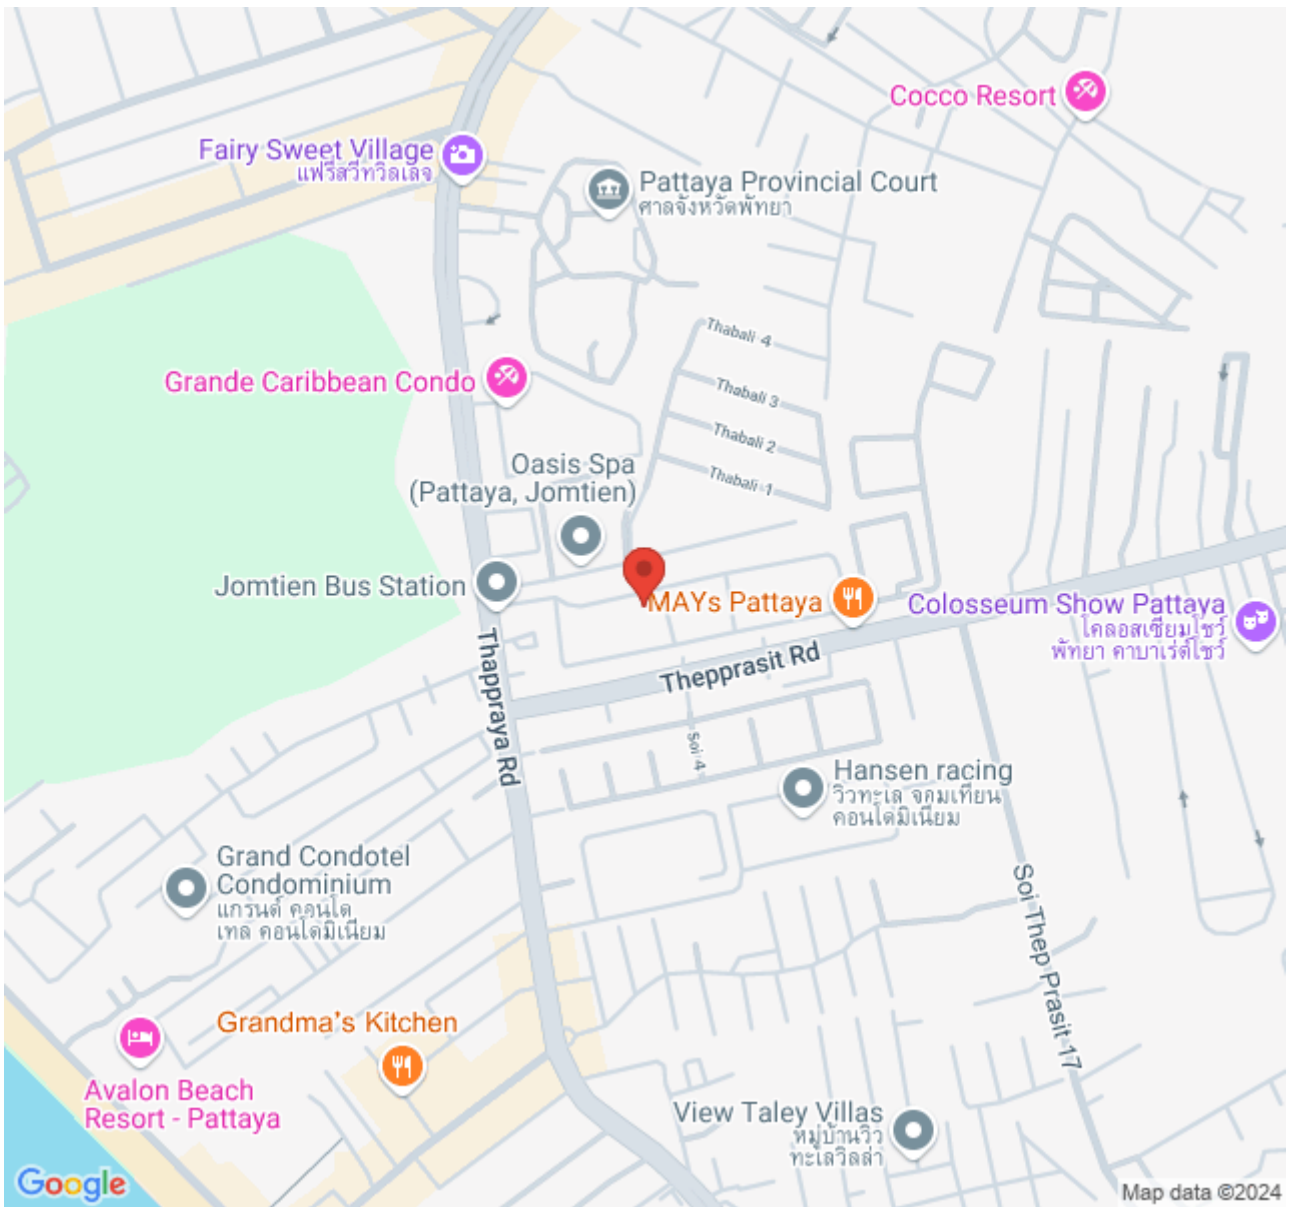 Cocco Resort
Fairy Sweet Village
แฟรี่สวีทวิลเลจ
Pattaya Provincial Court
ศาลจังหวัดพัทยา
Thabali 4
Grande Caribbean Condo
Thabali 3
Thabali 2
Oasis Spa
(Pattaya, Jomtien)
Thabali 1
Jomtien Bus Station
MAYs Pattaya
Colosseum Show Pattaya
โคลอสเซียมโชว์
พัทยา คาบาเร่ต์โชว์
Thappraya Rd
Thepprasit Rd
Soi 4
Hansen racing
วิวทะเล จอมเทียน
คอนโดมิเนียม
Grand Condotel
Condominium
แกรนด์ คอนโด
เทล คอนโดมิเนียม
Soi Thep Prasit 17
Grandma's Kitchen
Avalon Beach
Resort - Pattaya
View Taley Villas
หมู่บ้านวิว
ทะเลวิลล่า
Google
Map data ©2024